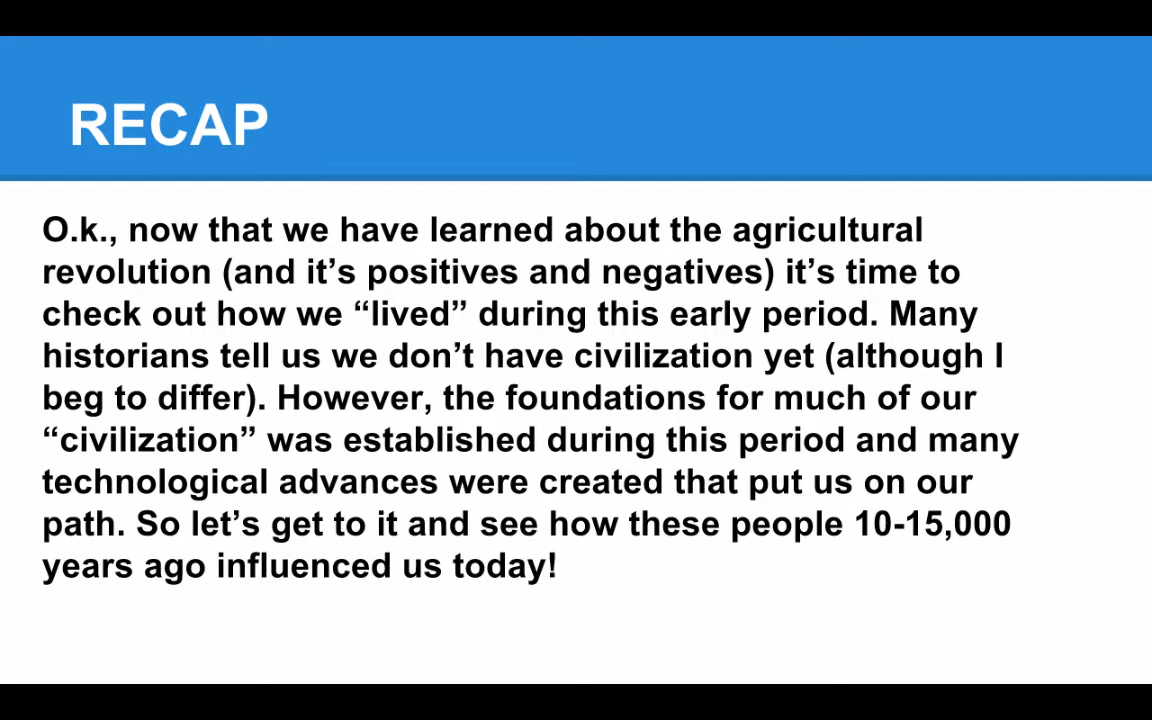 RECAP
O.k., now that we have learned about the agricultural
revolution (and it’s positives and negatives) it’s time to
check out how we “lived” during this early period. Many
historians tell us we don’t have civilization yet (although I
beg to differ). However, the foundations for much of our
“civilization” was established during this period and many
technological advances were created that put us on our
path. So let’s get to it and see how these people 10-15,000
years ago influenced us today!